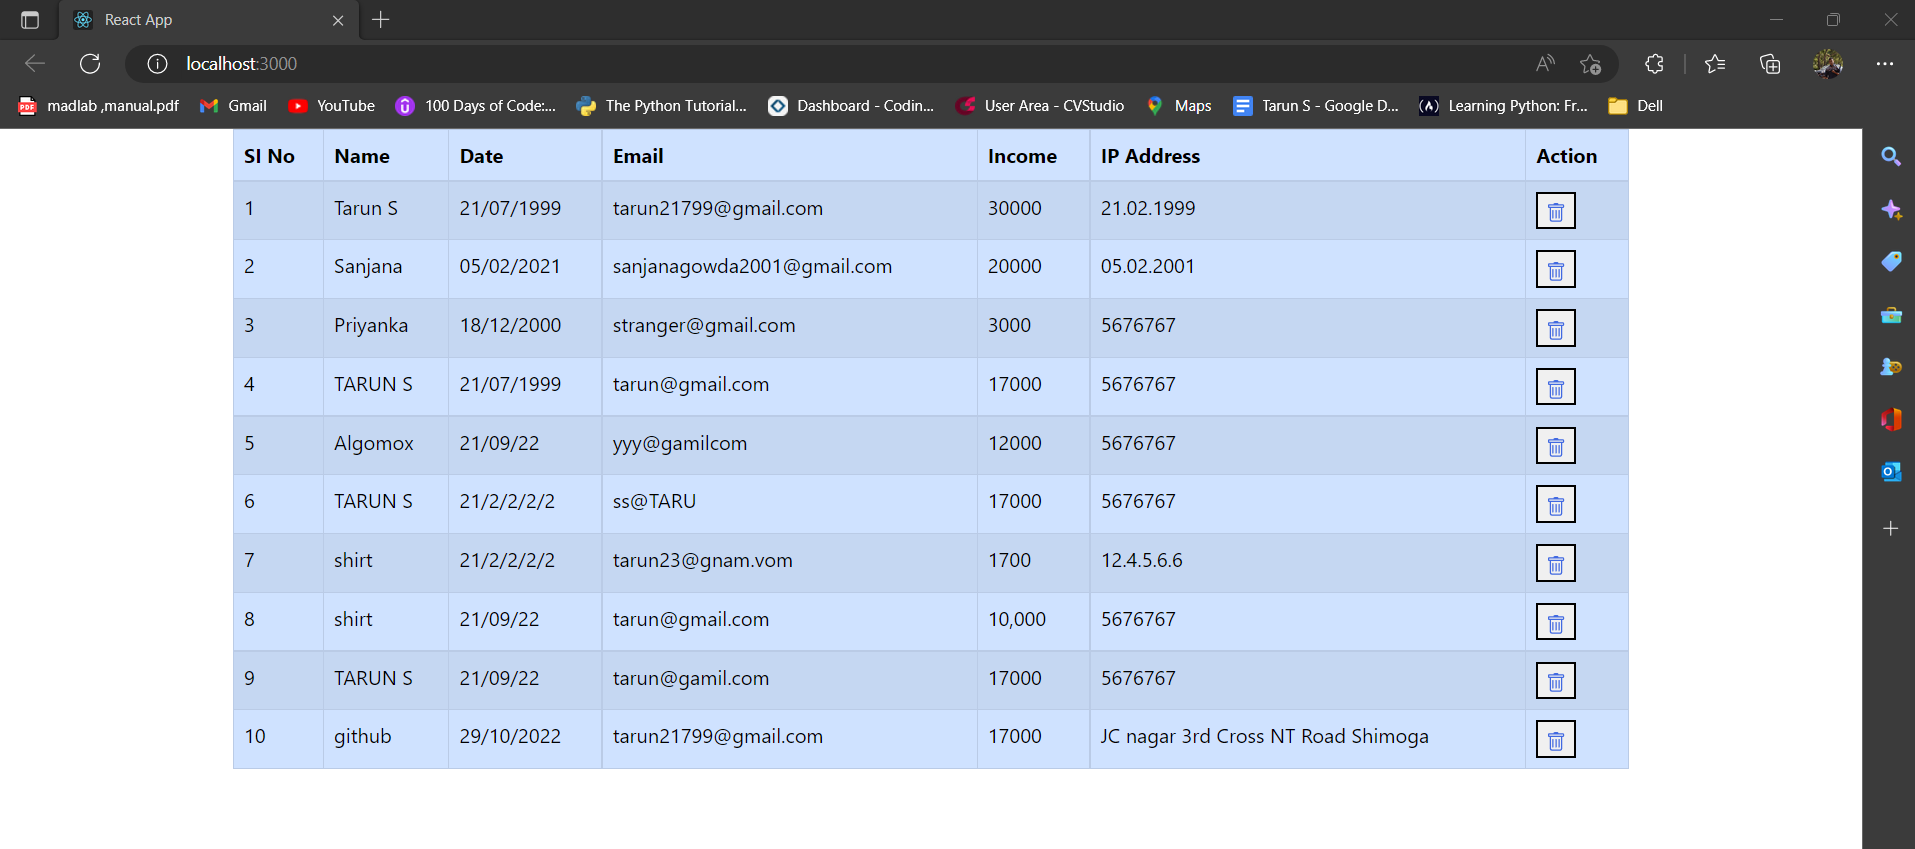 React App
localhost:3000
madlab ,manual.pdf Gmail YouTube 100 Days of Code:... The Python Tutorial... Dashboard - Codin... User Area - CVStudio Maps Tarun S - Google D... Learning Python: Fr... Dell
SI No Name Date Email Income IP Address Action
1 Tarun S 21/07/1999 tarun21799@gmail.com 30000 21.02.1999
2 Sanjana 05/02/2021 sanjanagowda2001@gmail.com 20000 05.02.2001
3 Priyanka 18/12/2000 stranger@gmail.com 3000 5676767
4 TARUN S 21/07/1999 tarun@gmail.com 17000 5676767
5 Algomox 21/09/22 yyy@gamilcom 12000 5676767
6 TARUN S 21/2/2/2/2 ss@TARU 17000 5676767
7 shirt 21/2/2/2/2 tarun23@gnam.vom 1700 12.4.5.6.6
8 shirt 21/09/22 tarun@gmail.com 10,000 5676767
9 TARUN S 21/09/22 tarun@gamil.com 17000 5676767
10 github 29/10/2022 tarun21799@gmail.com 17000 JC nagar 3rd Cross NT Road Shimoga